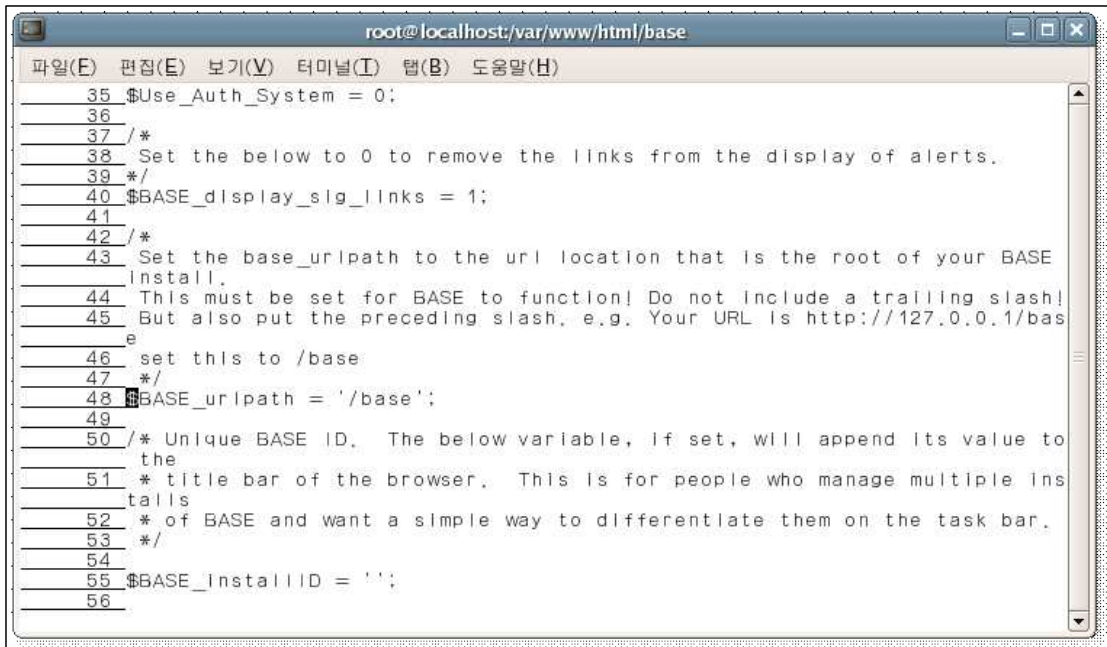 root@localhost:/var/www/html/base
파일(F) 편집(E) 보기(V) 터미널(T) 탭(B) 도움말(H)
35 $Use_Auth_System = 0;
36
37 /*
38 Set the below to 0 to remove the links from the display of alerts.
39 */
40 $BASE_display_sig_links = 1;
41
42 /*
43 Set the base_urlpath to the url location that is the root of your BASE
install.
44 This must be set for BASE to function! Do not include a trailing slash!
45 But also put the preceding slash. e.g. Your URL is http://127.0.0.1/bas
e
46 set this to /base
47 */
48 $BASE_urlpath = '/base';
49
50 /* Unique BASE ID. The below variable, if set, will append its value to
the
51 * title bar of the browser. This is for people who manage multiple ins
talls
52 * of BASE and want a simple way to differentiate them on the task bar.
53 */
54
55 $BASE_installID = '';
56